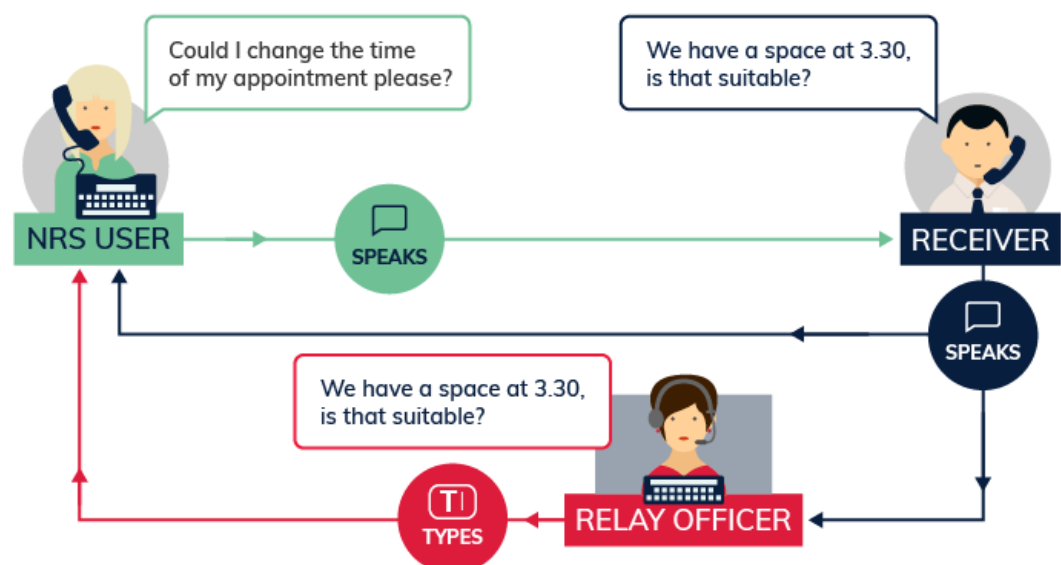 Could I change the time
of my appointment please?
We have a space at 3.30,
is that suitable?
NRS USER
SPEAKS
RECEIVER
SPEAKS
We have a space at 3.30,
is that suitable?
T
TYPES
RELAY OFFICER